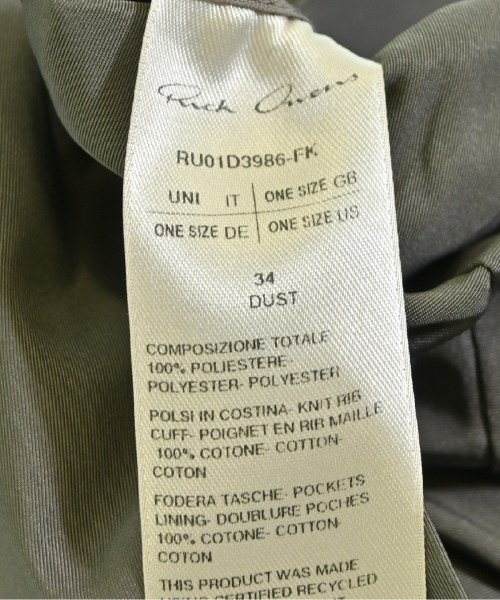 Rick Owens
RU01D3986-FK
UNI IT | ONE SIZE GB
ONE SIZE DE | ONE SIZE US
34
DUST
COMPOSIZIONE TOTALE
100% POLIESTERE-
POLYESTER- POLYESTER
POLSI IN COSTINA- KNIT RIB
CUFF- POIGNET EN RIB MAILLE
100% COTONE- COTTON-
COTON
FODERA TASCHE- POCKETS
LINING- DOUBLURE POCHES
100% COTONE- COTTON-
COTON
THIS PRODUCT WAS MADE
USING CERTIFIED RECYCLED